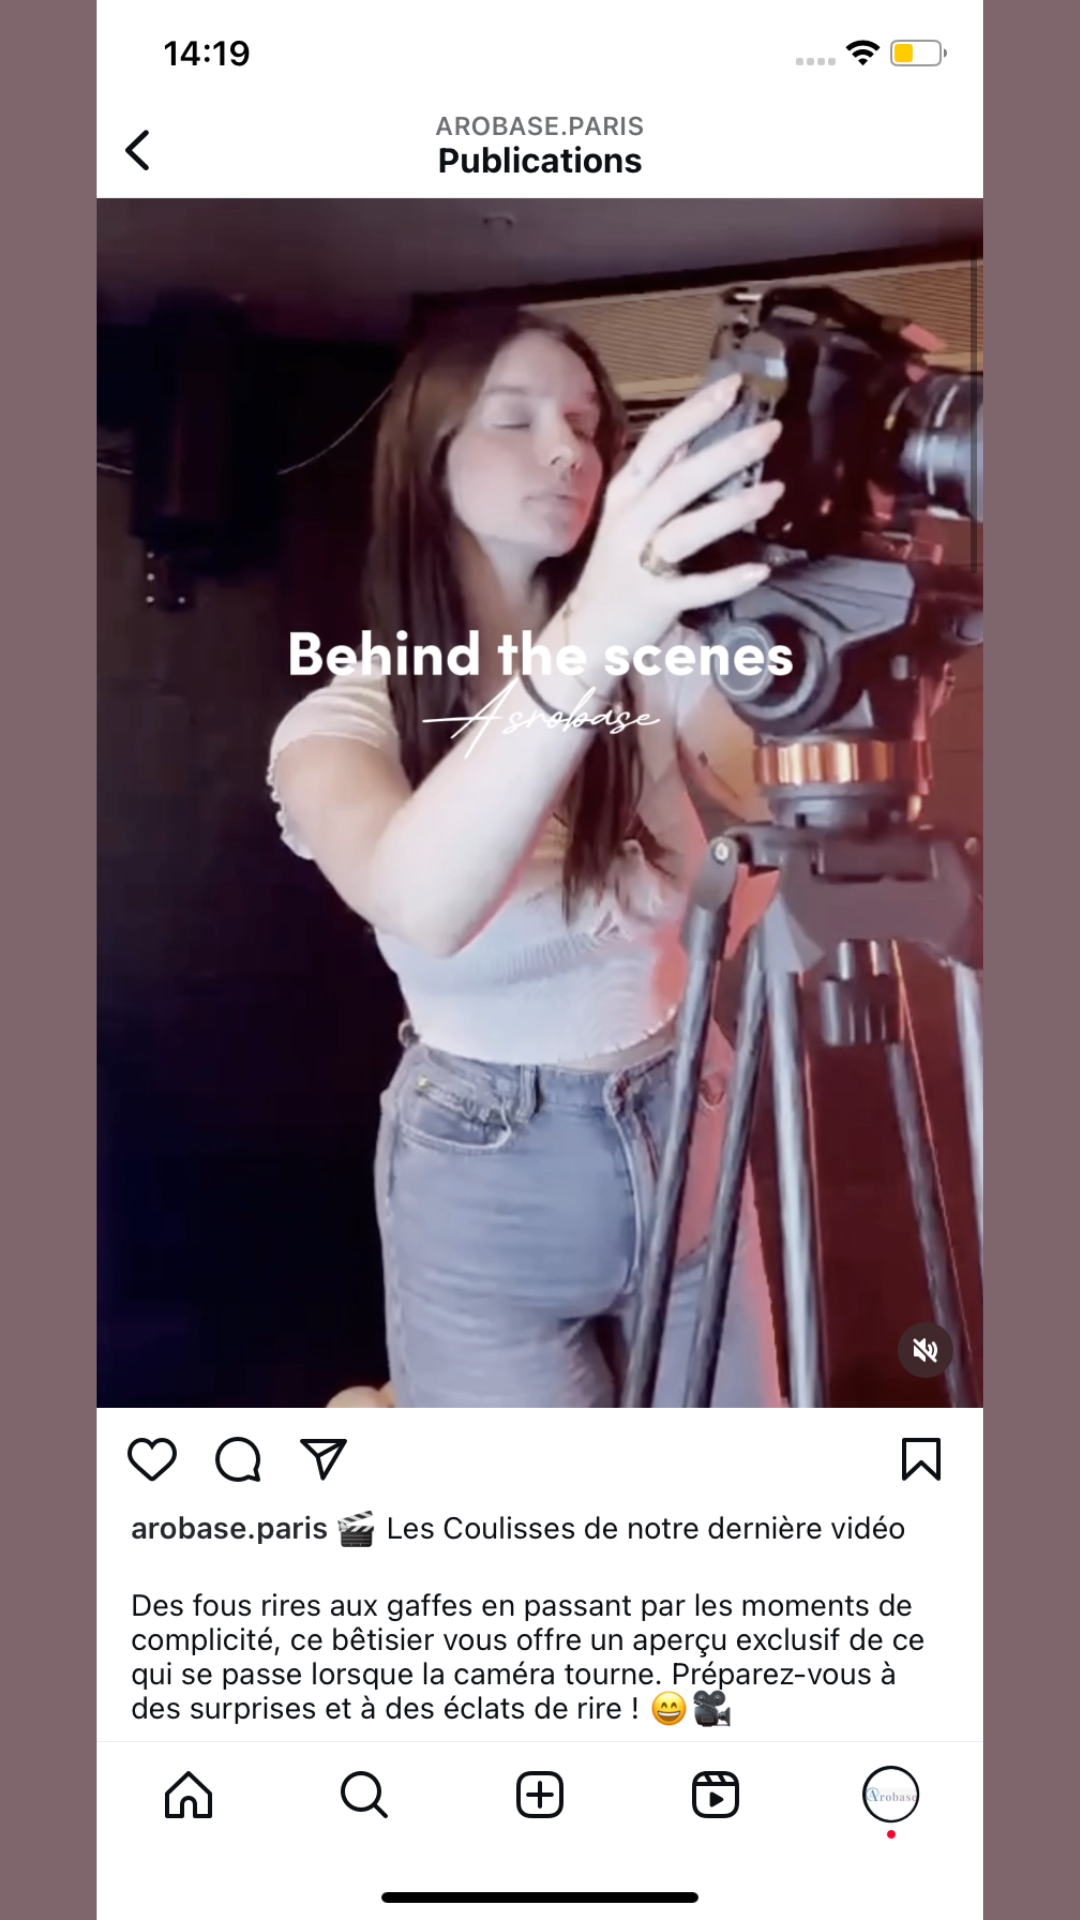 14:19
AROBASE.PARIS
Publications
Behind the scenes
Asrobase
arobase.paris 🎬 Les Coulisses de notre dernière vidéo
Des fous rires aux gaffes en passant par les moments de
complicité, ce bêtisier vous offre un aperçu exclusif de ce
qui se passe lorsque la caméra tourne. Préparez-vous à
des surprises et à des éclats de rire ! 😄🎥
Arobase